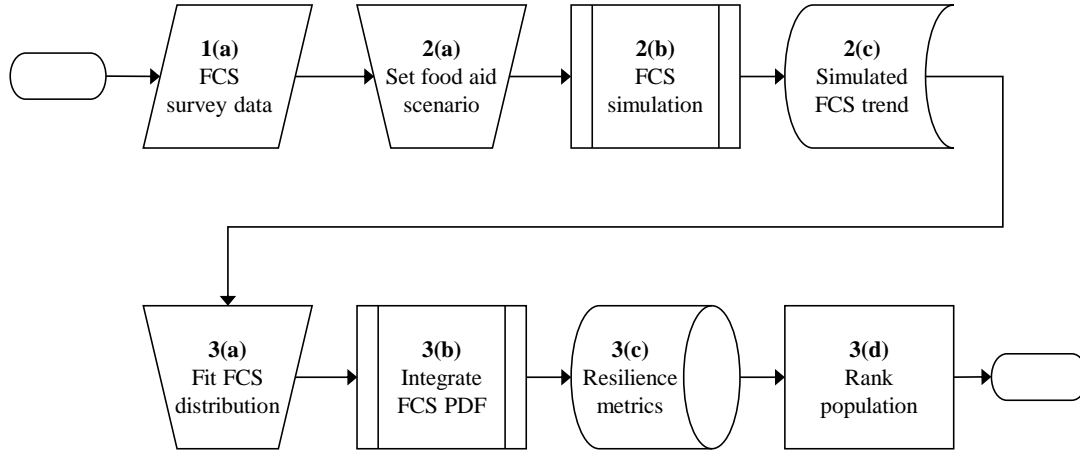 1(a)
FCS
survey data
2(a)
Set food aid
scenario
2(b)
FCS
simulation
2(c)
Simulated
FCS trend
3(a)
Fit FCS
distribution
3(b)
Integrate
FCS PDF
3(c)
Resilience
metrics
3(d)
Rank
population